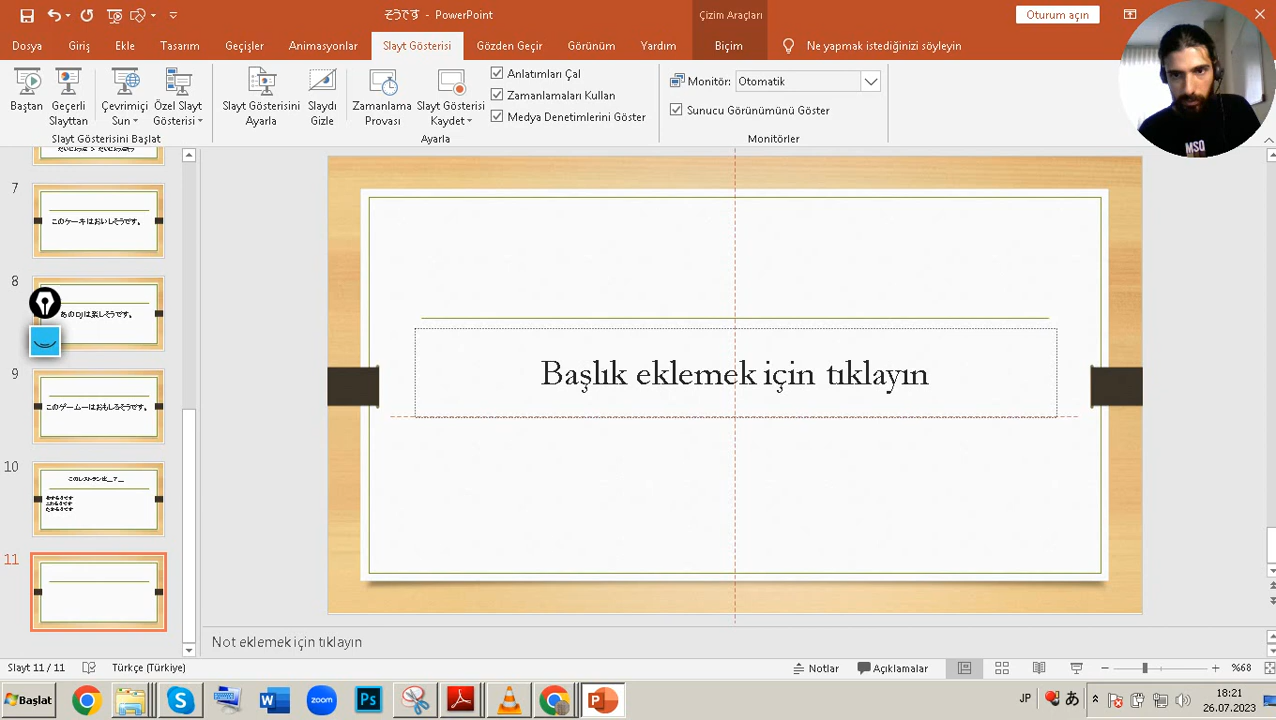 そうです - PowerPoint
Çizim Araçları
Oturum açın
Dosya
Giriş
Ekle
Tasarım
Geçişler
Animasyonlar
Slayt Gösterisi
Gözden Geçir
Görünüm
Yardım
Biçim
Ne yapmak istediğinizi söyleyin
Baştan
Geçerli
Slayttan
Çevrimiçi
Sun
Özel Slayt
Gösterisi
Slayt Gösterisini
Ayarla
Slaydı
Gizle
Zamanlama
Provası
Slayt Gösterisi
Kaydet
Anlatımları Çal
Zamanlamaları Kullan
Medya Denetimlerini Göster
Monitör:
Otomatik
Sunucu Görünümünü Göster
Slayt Gösterisini Başlat
Ayarla
Monitörler
MSO
7
このケーキはおいしそうです。
8
あのDJは楽しそうです。
9
このゲームーはおもしろそうです。
10
11
Başlık eklemek için tıklayın
Not eklemek için tıklayın
Slayt 11 / 11
Türkçe (Türkiye)
Notlar
Açıklamalar
%68
Başlat
zoom
Ps
JP
あ
18:21
26.07.2023